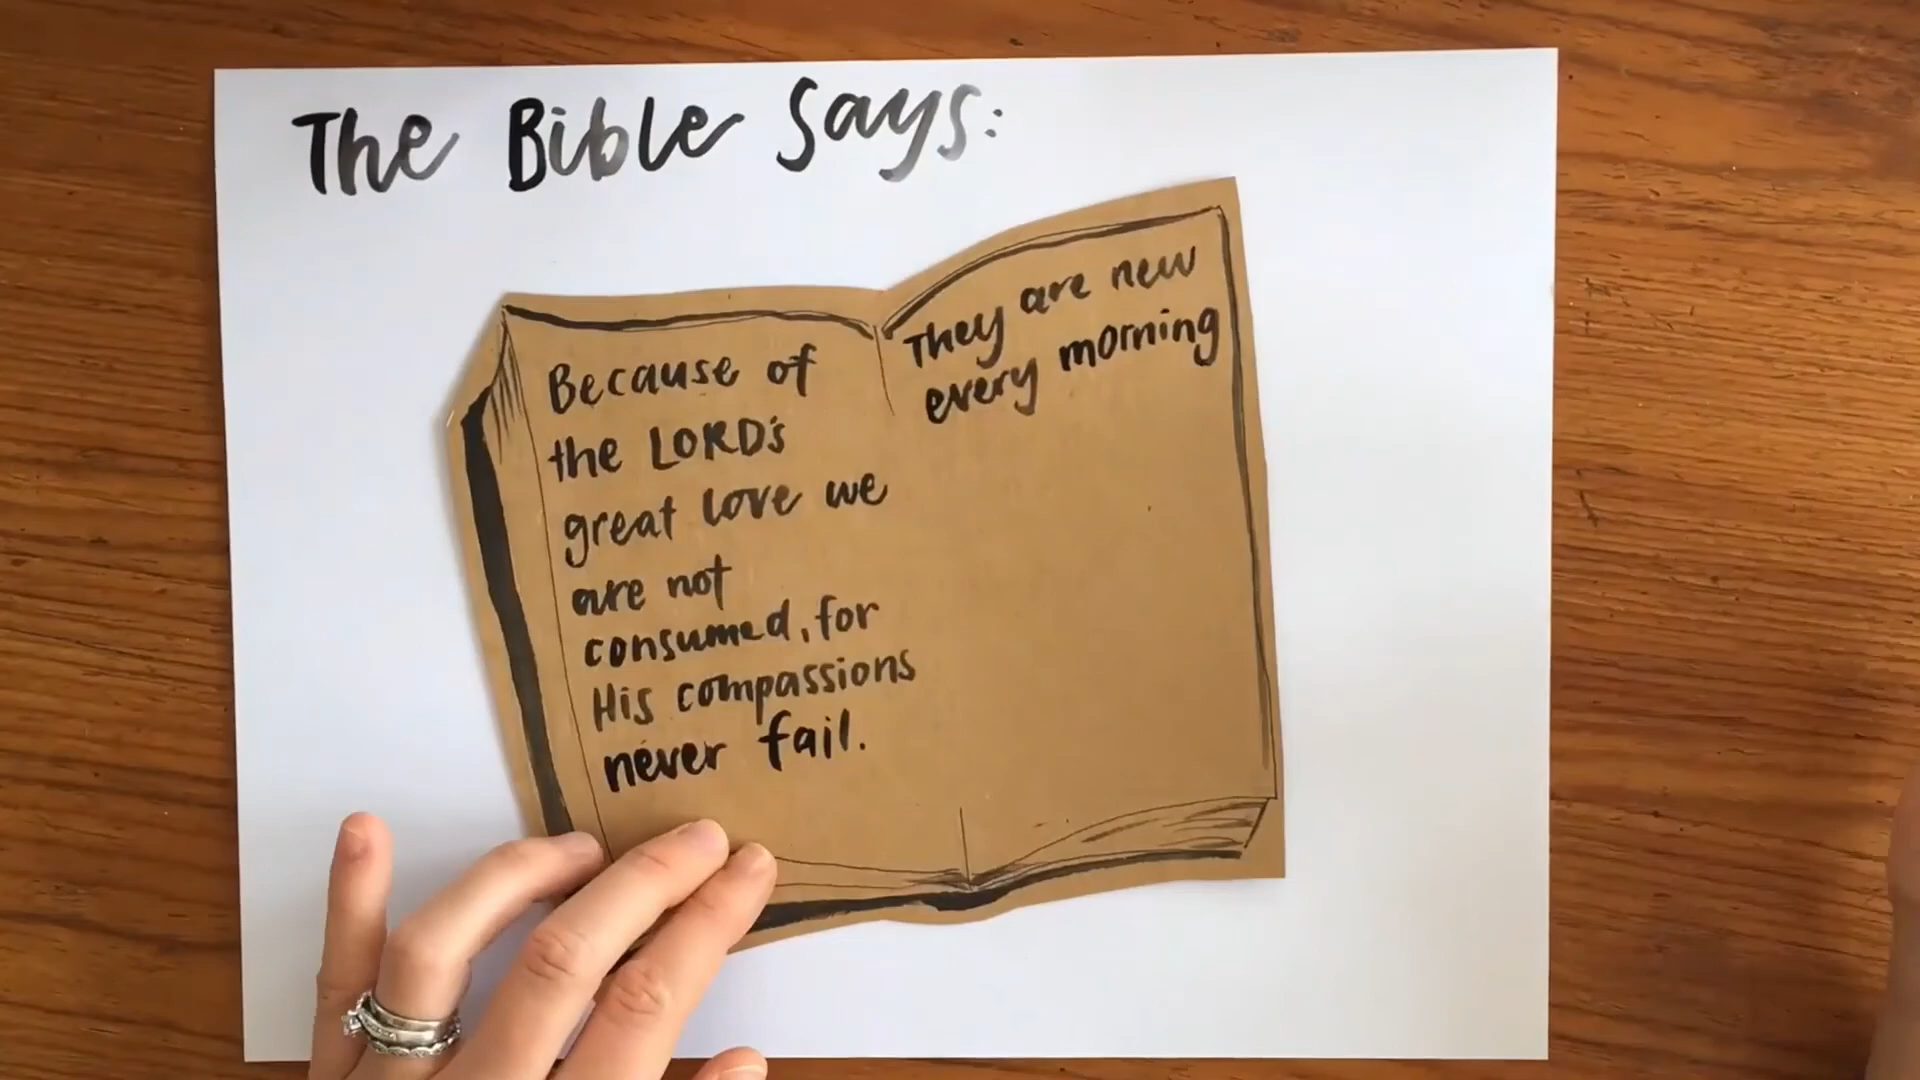 The Bible Says:
Because of
the LORD's
great love we
are not
consumed, for
His compassions
never fail.
They are new
every morning